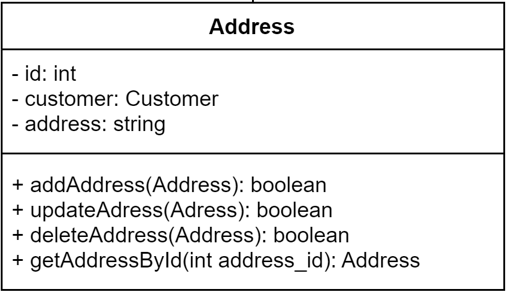 Address
- id: int
- customer: Customer
- address: string
+ addAddress(Address): boolean
+ updateAdress(Adress): boolean
+ deleteAddress(Address): boolean
+ getAddressById(int address_id): Address